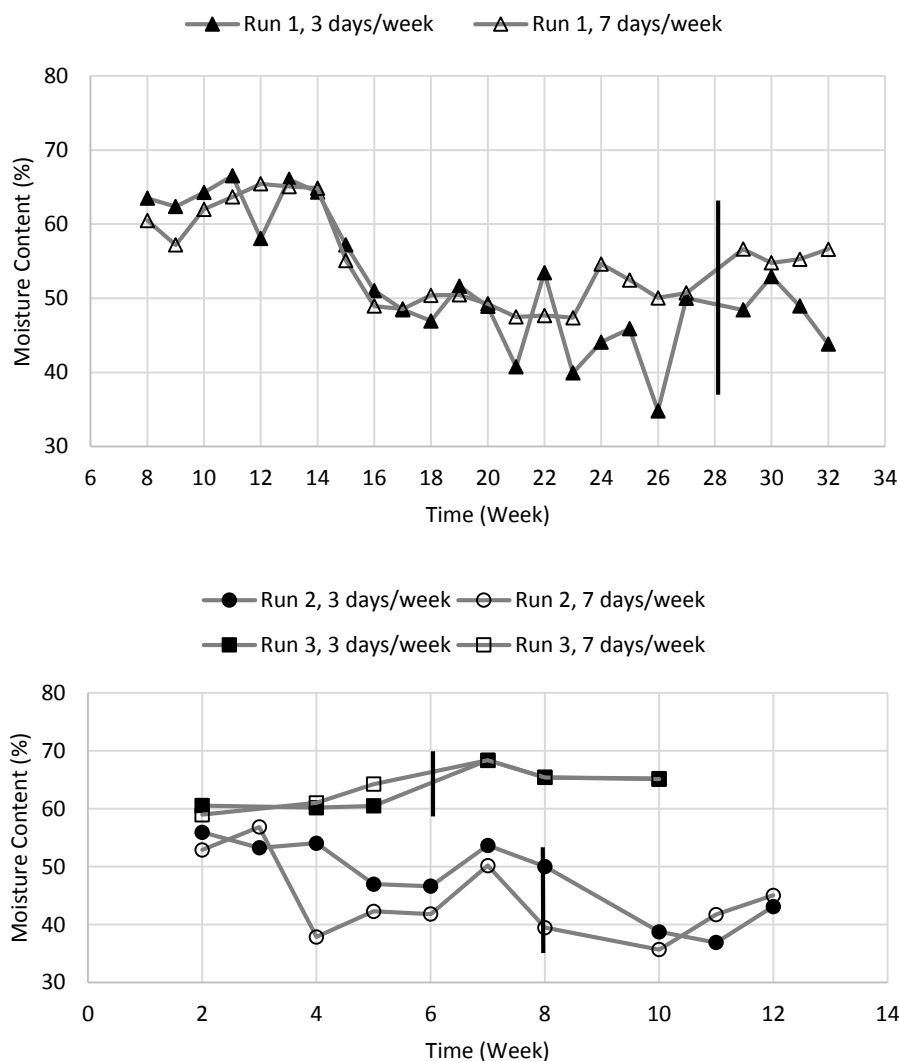 Run 1, 3 days/week Run 1, 7 days/week
80
70
60
50
40
30
Moisture Content (%)
6 8 10 12 14 16 18 20 22 24 26 28 30 32 34
Time (Week)
Run 2, 3 days/week Run 2, 7 days/week
Run 3, 3 days/week Run 3, 7 days/week
80
70
60
50
40
30
Moisture Content (%)
0 2 4 6 8 10 12 14
Time (Week)